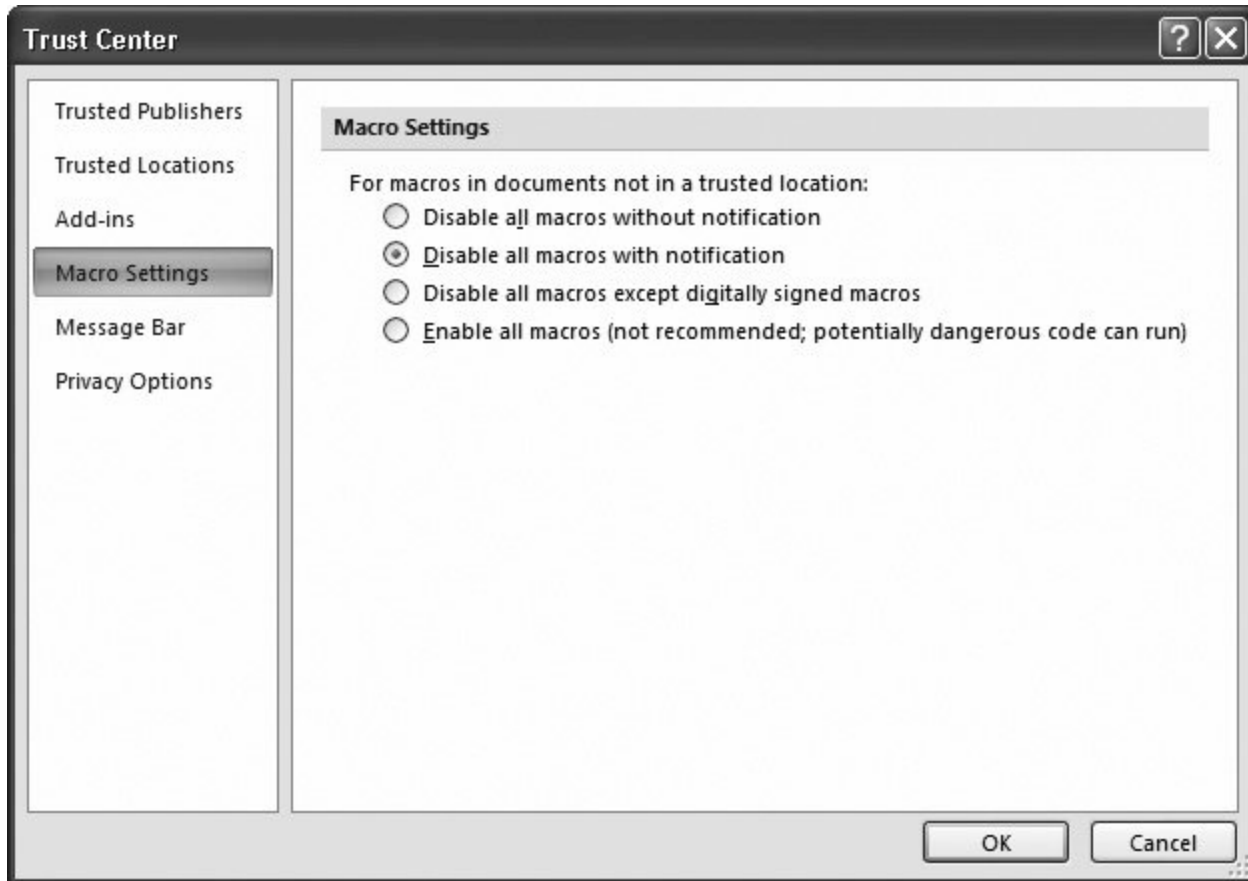 Trust Center
?
Trusted Publishers
Trusted Locations
Add-ins
Macro Settings
Message Bar
Privacy Options
Macro Settings
For macros in documents not in a trusted location:
Disable all macros without notification
Disable all macros with notification
Disable all macros except digitally signed macros
Enable all macros (not recommended; potentially dangerous code can run)
OK
Cancel